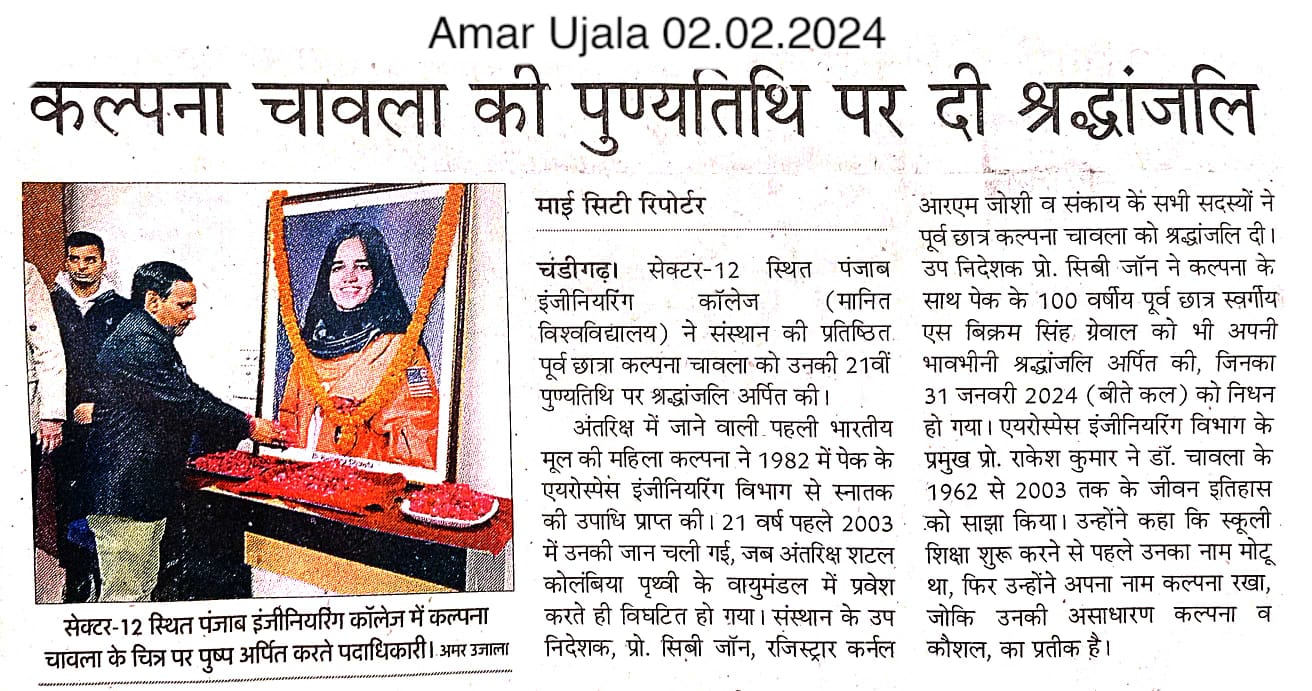 Amar Ujala 02.02.2024
कल्पना चावला की पुण्यतिथि पर दी श्रद्धांजलि
सेक्टर-12 स्थित पंजाब इंजीनियरिंग कॉलेज में कल्पना
चावला के चित्र पर पुष्प अर्पित करते पदाधिकारी। अमर उजाला
माई सिटी रिपोर्टर
चंडीगढ़। सेक्टर-12 स्थित पंजाब
इंजीनियरिंग कॉलेज (मानित
विश्वविद्यालय) ने संस्थान की प्रतिष्ठित
पूर्व छात्रा कल्पना चावला को उनकी 21वीं
पुण्यतिथि पर श्रद्धांजलि अर्पित की।
अंतरिक्ष में जाने वाली पहली भारतीय
मूल की महिला कल्पना ने 1982 में पेक के
एयरोस्पेस इंजीनियरिंग विभाग से स्नातक
की उपाधि प्राप्त की। 21 वर्ष पहले 2003
में उनकी जान चली गई, जब अंतरिक्ष शटल
कोलंबिया पृथ्वी के वायुमंडल में प्रवेश
करते ही विघटित हो गया। संस्थान के उप
निदेशक, प्रो. सिबी जॉन, रजिस्ट्रार कर्नल
आरएम जोशी व संकाय के सभी सदस्यों ने
पूर्व छात्र कल्पना चावला को श्रद्धांजलि दी।
उप निदेशक प्रो. सिबी जॉन ने कल्पना के
साथ पेक के 100 वर्षीय पूर्व छात्र स्वर्गीय
एस बिक्रम सिंह ग्रेवाल को भी अपनी
भावभीनी श्रद्धांजलि अर्पित की, जिनका
31 जनवरी 2024 (बीते कल) को निधन
हो गया। एयरोस्पेस इंजीनियरिंग विभाग के
प्रमुख प्रो. राकेश कुमार ने डॉ. चावला के
1962 से 2003 तक के जीवन इतिहास
को साझा किया। उन्होंने कहा कि स्कूली
शिक्षा शुरू करने से पहले उनका नाम मोटू
था, फिर उन्होंने अपना नाम कल्पना रखा,
जोकि उनकी असाधारण कल्पना व
कौशल, का प्रतीक है।